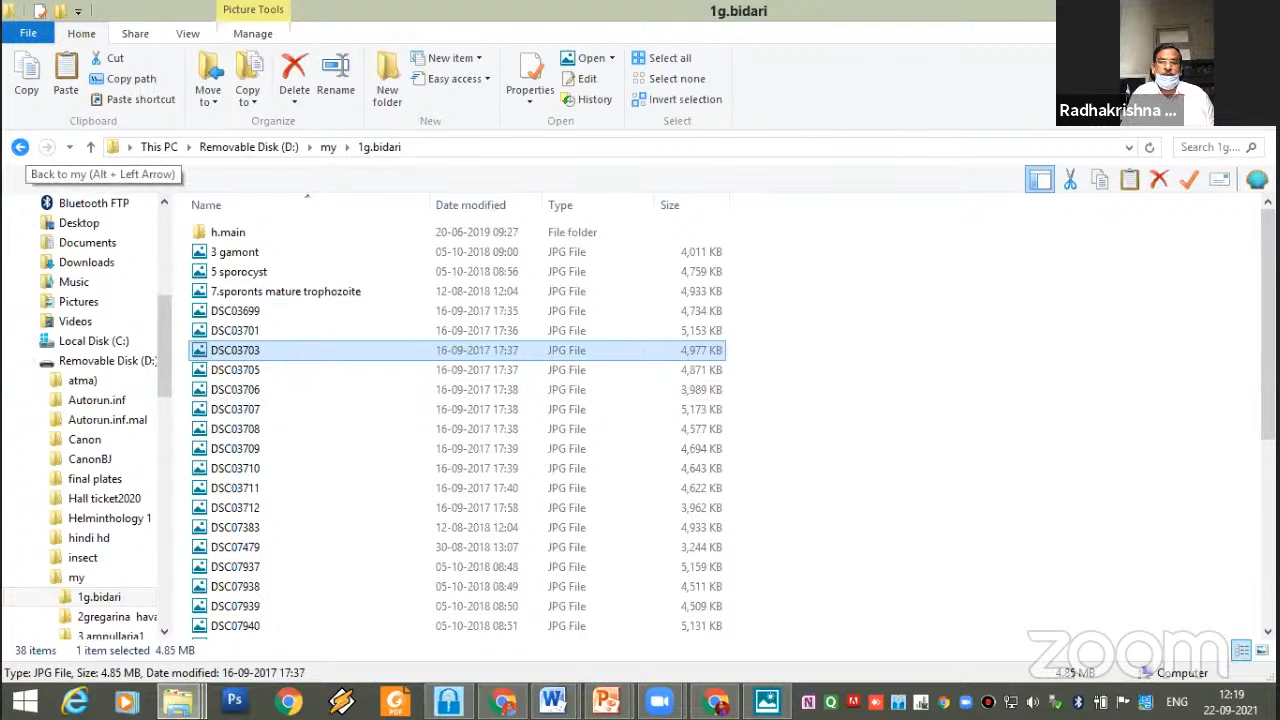 Picture Tools
1g.bidari
File Home Share View Manage
Copy Paste Cut Copy path Paste shortcut
Clipboard
Move to Copy to Delete Rename
Organize
New folder New item Easy access
New
Properties Open Edit History
Open
Select all Select none Invert selection
Select
Radhakrishna ...
This PC Removable Disk (D:) my 1g.bidari
Search 1g....
Back to my (Alt + Left Arrow)
Bluetooth FTP
Desktop
Documents
Downloads
Music
Pictures
Videos
Local Disk (C:)
Removable Disk (D:
atma)
Autorun.inf
Autorun.inf.mal
Canon
CanonBJ
final plates
Hall ticket2020
Helminthology 1
hindi hd
insect
my
1g.bidari
2gregarina hava
3 ampullaria1
Name Date modified Type Size
h.main 20-06-2019 09:27 File folder
3 gamont 05-10-2018 09:00 JPG File 4,011 KB
5 sporocyst 05-10-2018 08:56 JPG File 4,759 KB
7.sporonts mature trophozoite 12-08-2018 12:04 JPG File 4,933 KB
DSC03699 16-09-2017 17:35 JPG File 4,734 KB
DSC03701 16-09-2017 17:36 JPG File 5,153 KB
DSC03703 16-09-2017 17:37 JPG File 4,977 KB
DSC03705 16-09-2017 17:37 JPG File 4,871 KB
DSC03706 16-09-2017 17:38 JPG File 3,989 KB
DSC03707 16-09-2017 17:38 JPG File 5,173 KB
DSC03708 16-09-2017 17:38 JPG File 4,577 KB
DSC03709 16-09-2017 17:39 JPG File 4,694 KB
DSC03710 16-09-2017 17:39 JPG File 4,643 KB
DSC03711 16-09-2017 17:40 JPG File 4,622 KB
DSC03712 16-09-2017 17:58 JPG File 3,962 KB
DSC07383 12-08-2018 12:04 JPG File 4,933 KB
DSC07479 30-08-2018 13:07 JPG File 3,244 KB
DSC07937 05-10-2018 08:48 JPG File 5,159 KB
DSC07938 05-10-2018 08:49 JPG File 4,511 KB
DSC07939 05-10-2018 08:50 JPG File 4,509 KB
DSC07940 05-10-2018 08:51 JPG File 5,131 KB
38 items 1 item selected 4.85 MB
zoom
Type: JPG File, Size: 4.85 MB, Date modified: 16-09-2017 17:37
4.85 MB Computer
Ps
PDF
ENG
12:19
22-09-2021